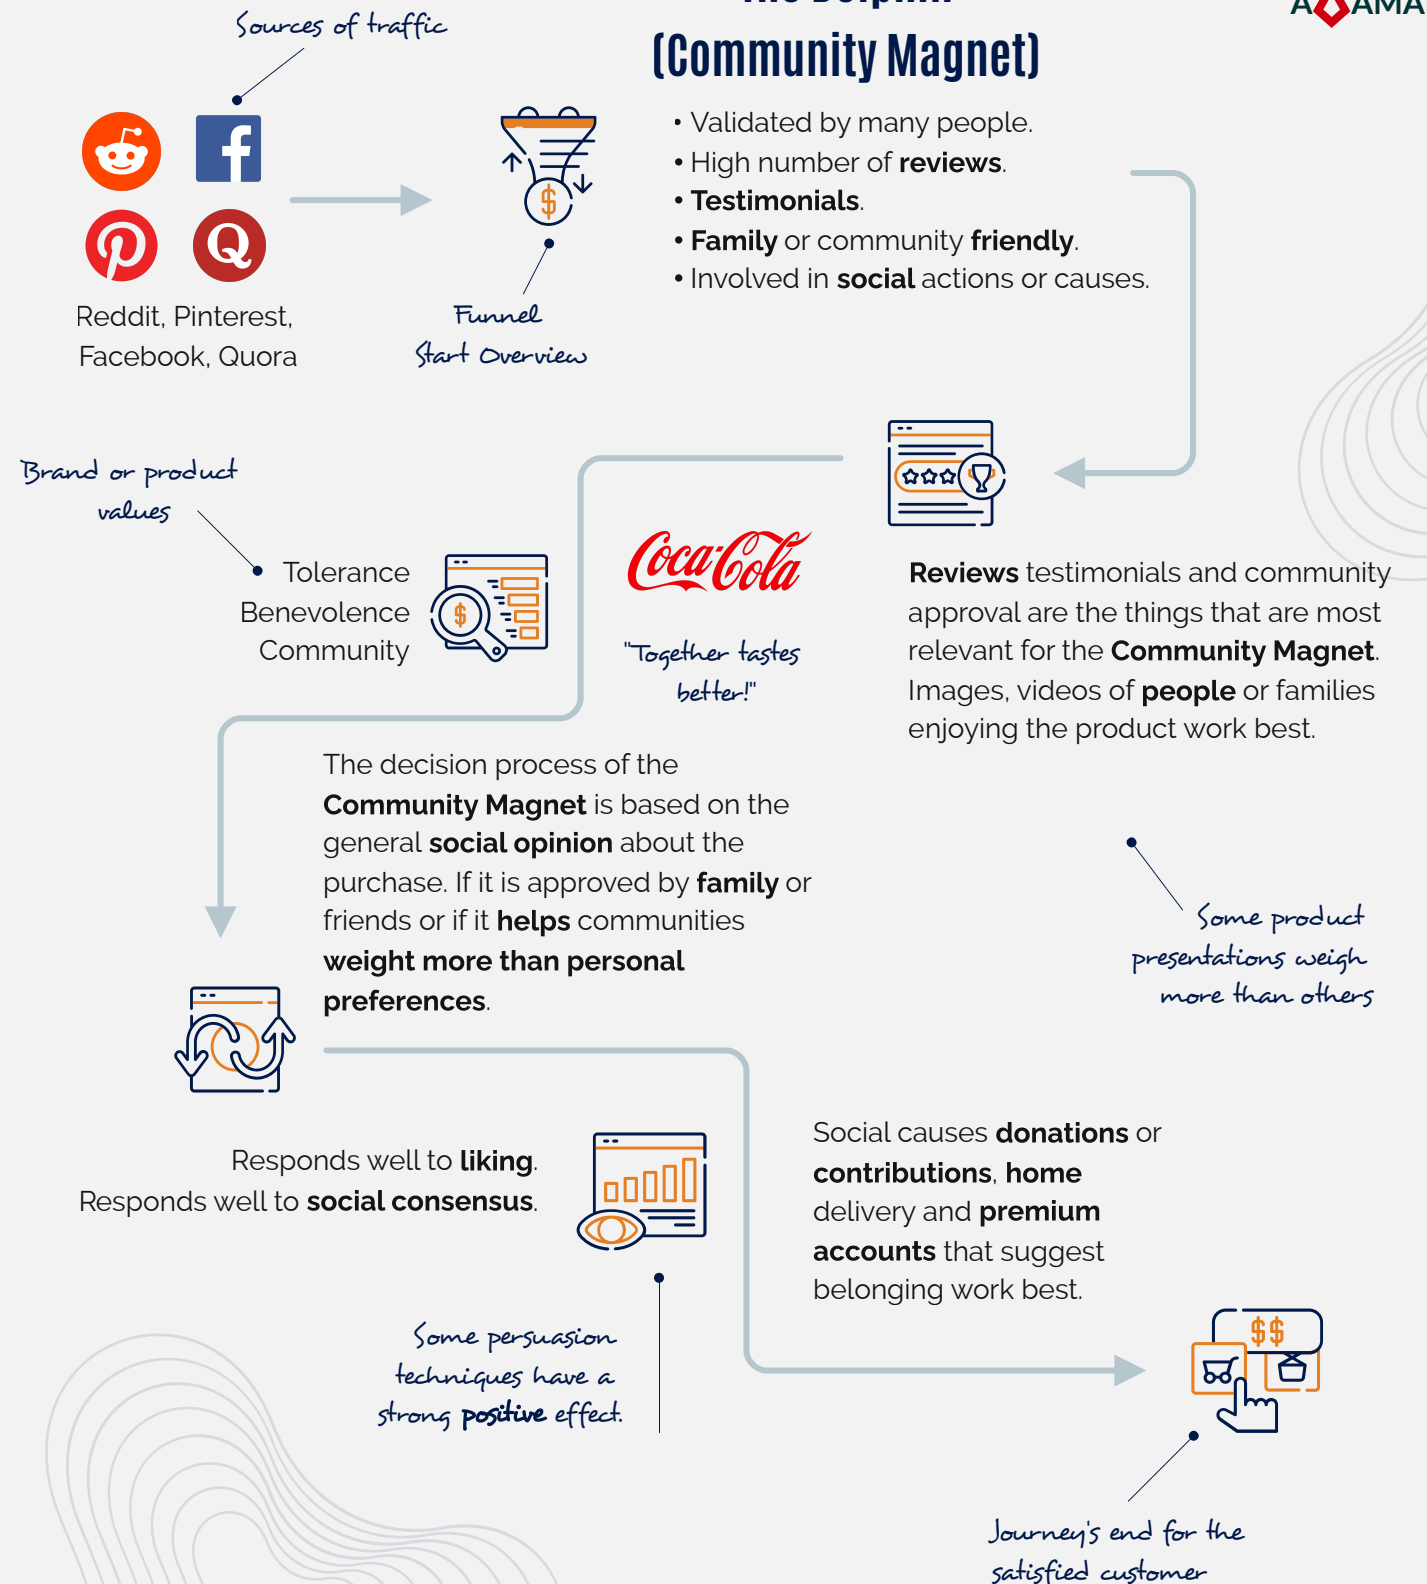 Sources of traffic
(Community Magnet)
• Validated by many people.
• High number of reviews.
• Testimonials.
• Family or community friendly.
• Involved in social actions or causes.
Reddit, Pinterest,
Facebook, Quora
Funnel
Start Overview
Brand or product
values
Tolerance
Benevolence
Community
Coca-Cola
"Together tastes
better!"
Reviews testimonials and community
approval are the things that are most
relevant for the Community Magnet.
Images, videos of people or families
enjoying the product work best.
The decision process of the
Community Magnet is based on the
general social opinion about the
purchase. If it is approved by family or
friends or if it helps communities
weight more than personal
preferences.
Some product
presentations weigh
more than others
Responds well to liking.
Responds well to social consensus.
Some persuasion
techniques have a
strong positive effect.
Social causes donations or
contributions, home
delivery and premium
accounts that suggest
belonging work best.
$$
Journey's end for the
satisfied customer